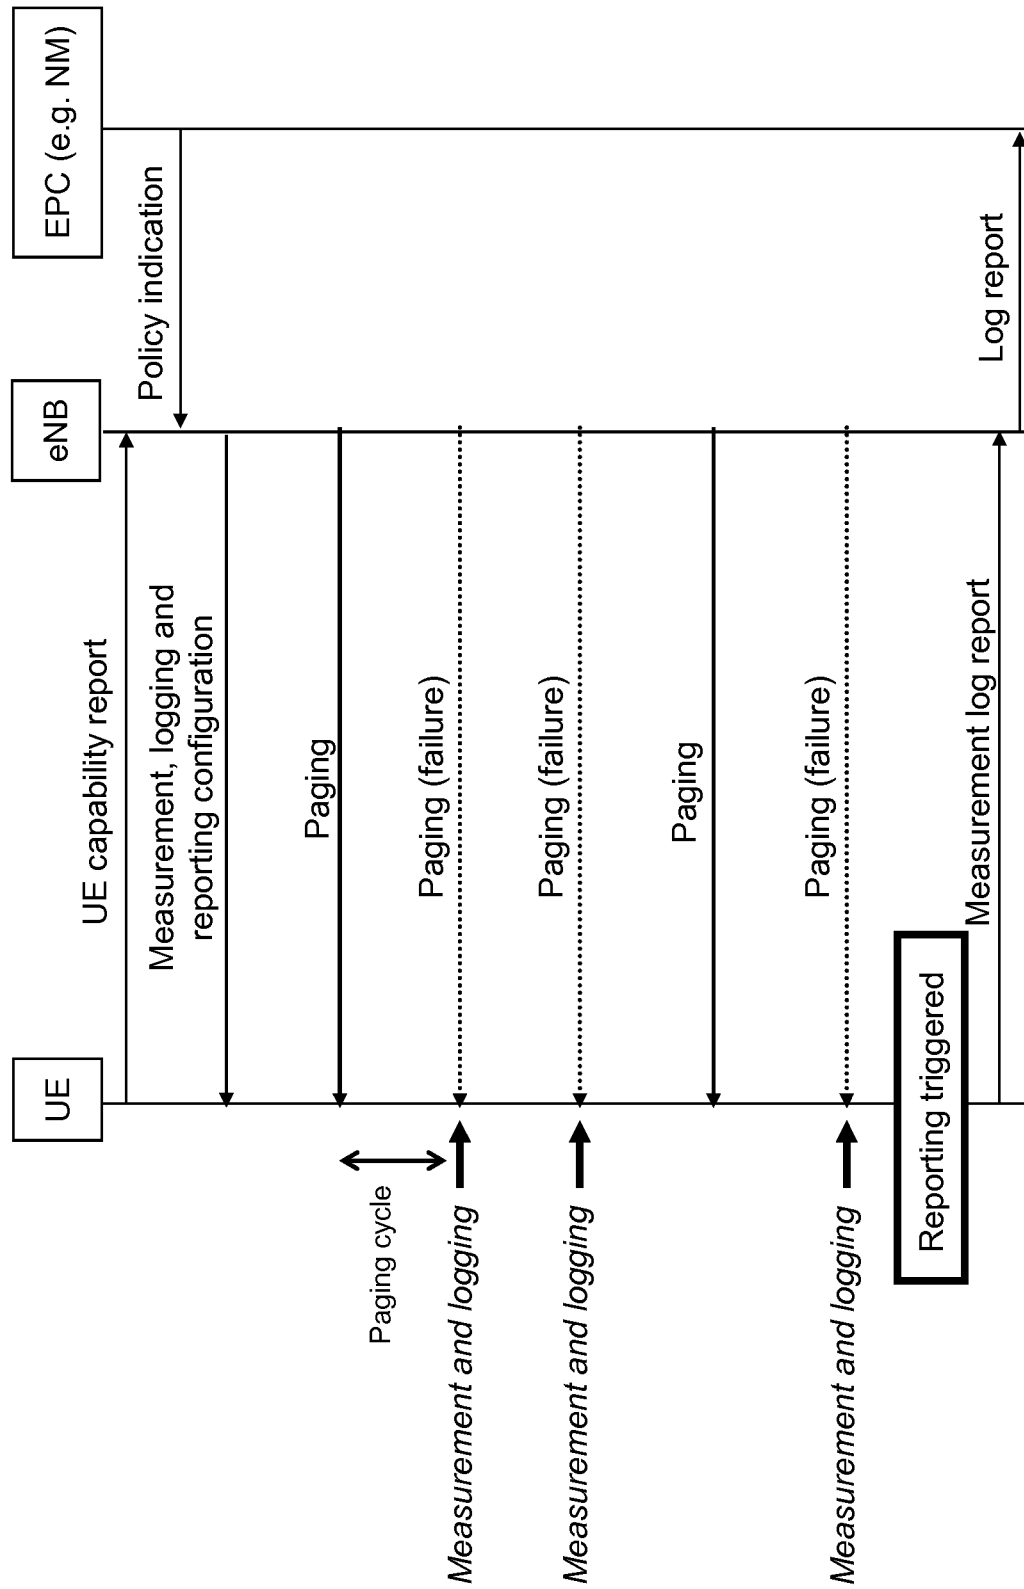 UE
eNB
EPC (e.g. NM)
UE capability report
Policy indication
Measurement, logging and
reporting configuration
Paging
Paging cycle
Paging (failure)
Measurement and logging
Paging (failure)
Measurement and logging
Paging
Paging (failure)
Measurement and logging
Reporting triggered
Measurement log report
Log report